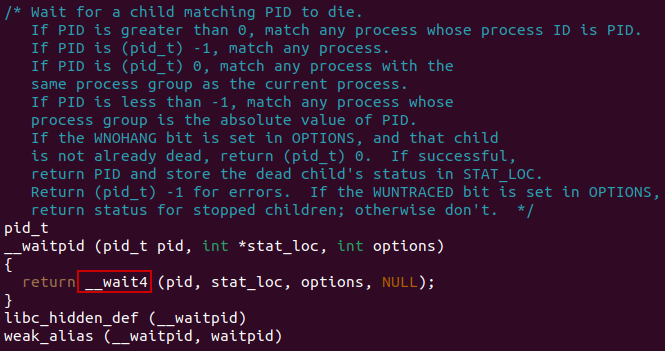 /* Wait for a child matching PID to die.
If PID is greater than 0, match any process whose process ID is PID.
If PID is (pid_t) -1, match any process.
If PID is (pid_t) 0, match any process with the
same process group as the current process.
If PID is less than -1, match any process whose
process group is the absolute value of PID.
If the WNOHANG bit is set in OPTIONS, and that child
is not already dead, return (pid_t) 0.  If successful,
return PID and store the dead child's status in STAT_LOC.
Return (pid_t) -1 for errors.  If the WUNTRACED bit is set in OPTIONS,
return status for stopped children; otherwise don't.  */
pid_t
__waitpid (pid_t pid, int *stat_loc, int options)
{
return __wait4 (pid, stat_loc, options, NULL);
}
libc_hidden_def (__waitpid)
weak_alias (__waitpid, waitpid)